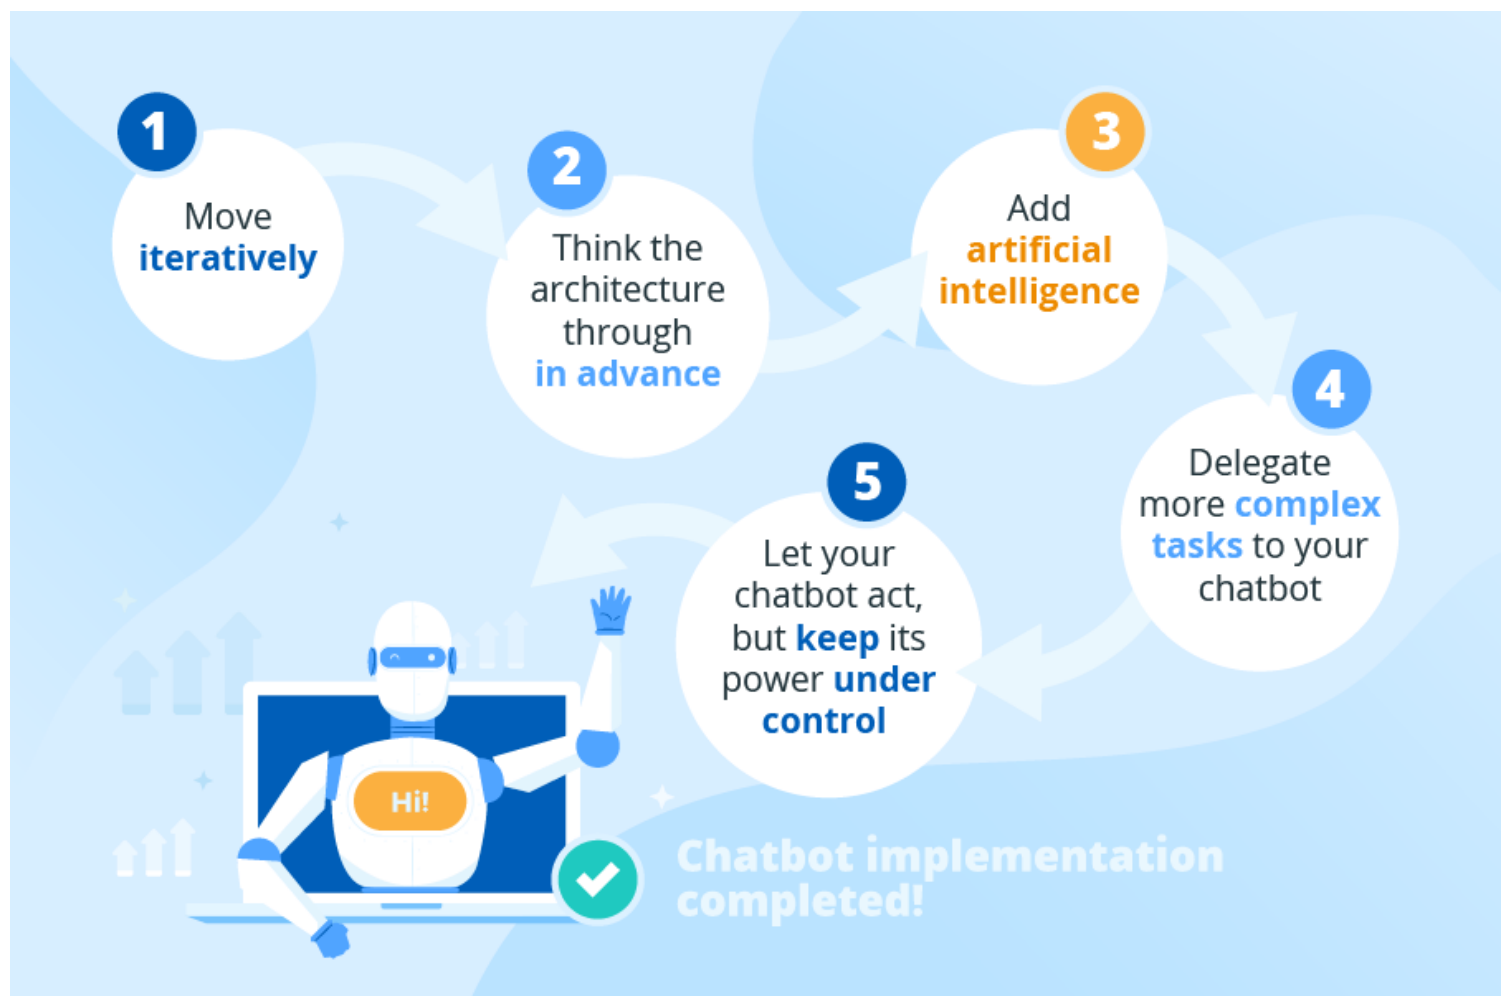 1
Move
iteratively
2
Think the
architecture
through
in advance
3
Add
artificial
intelligence
4
Delegate
more complex
tasks to your
chatbot
5
Let your
chatbot act,
but keep its
power under
control
Hi!
Chatbot implementation
completed!